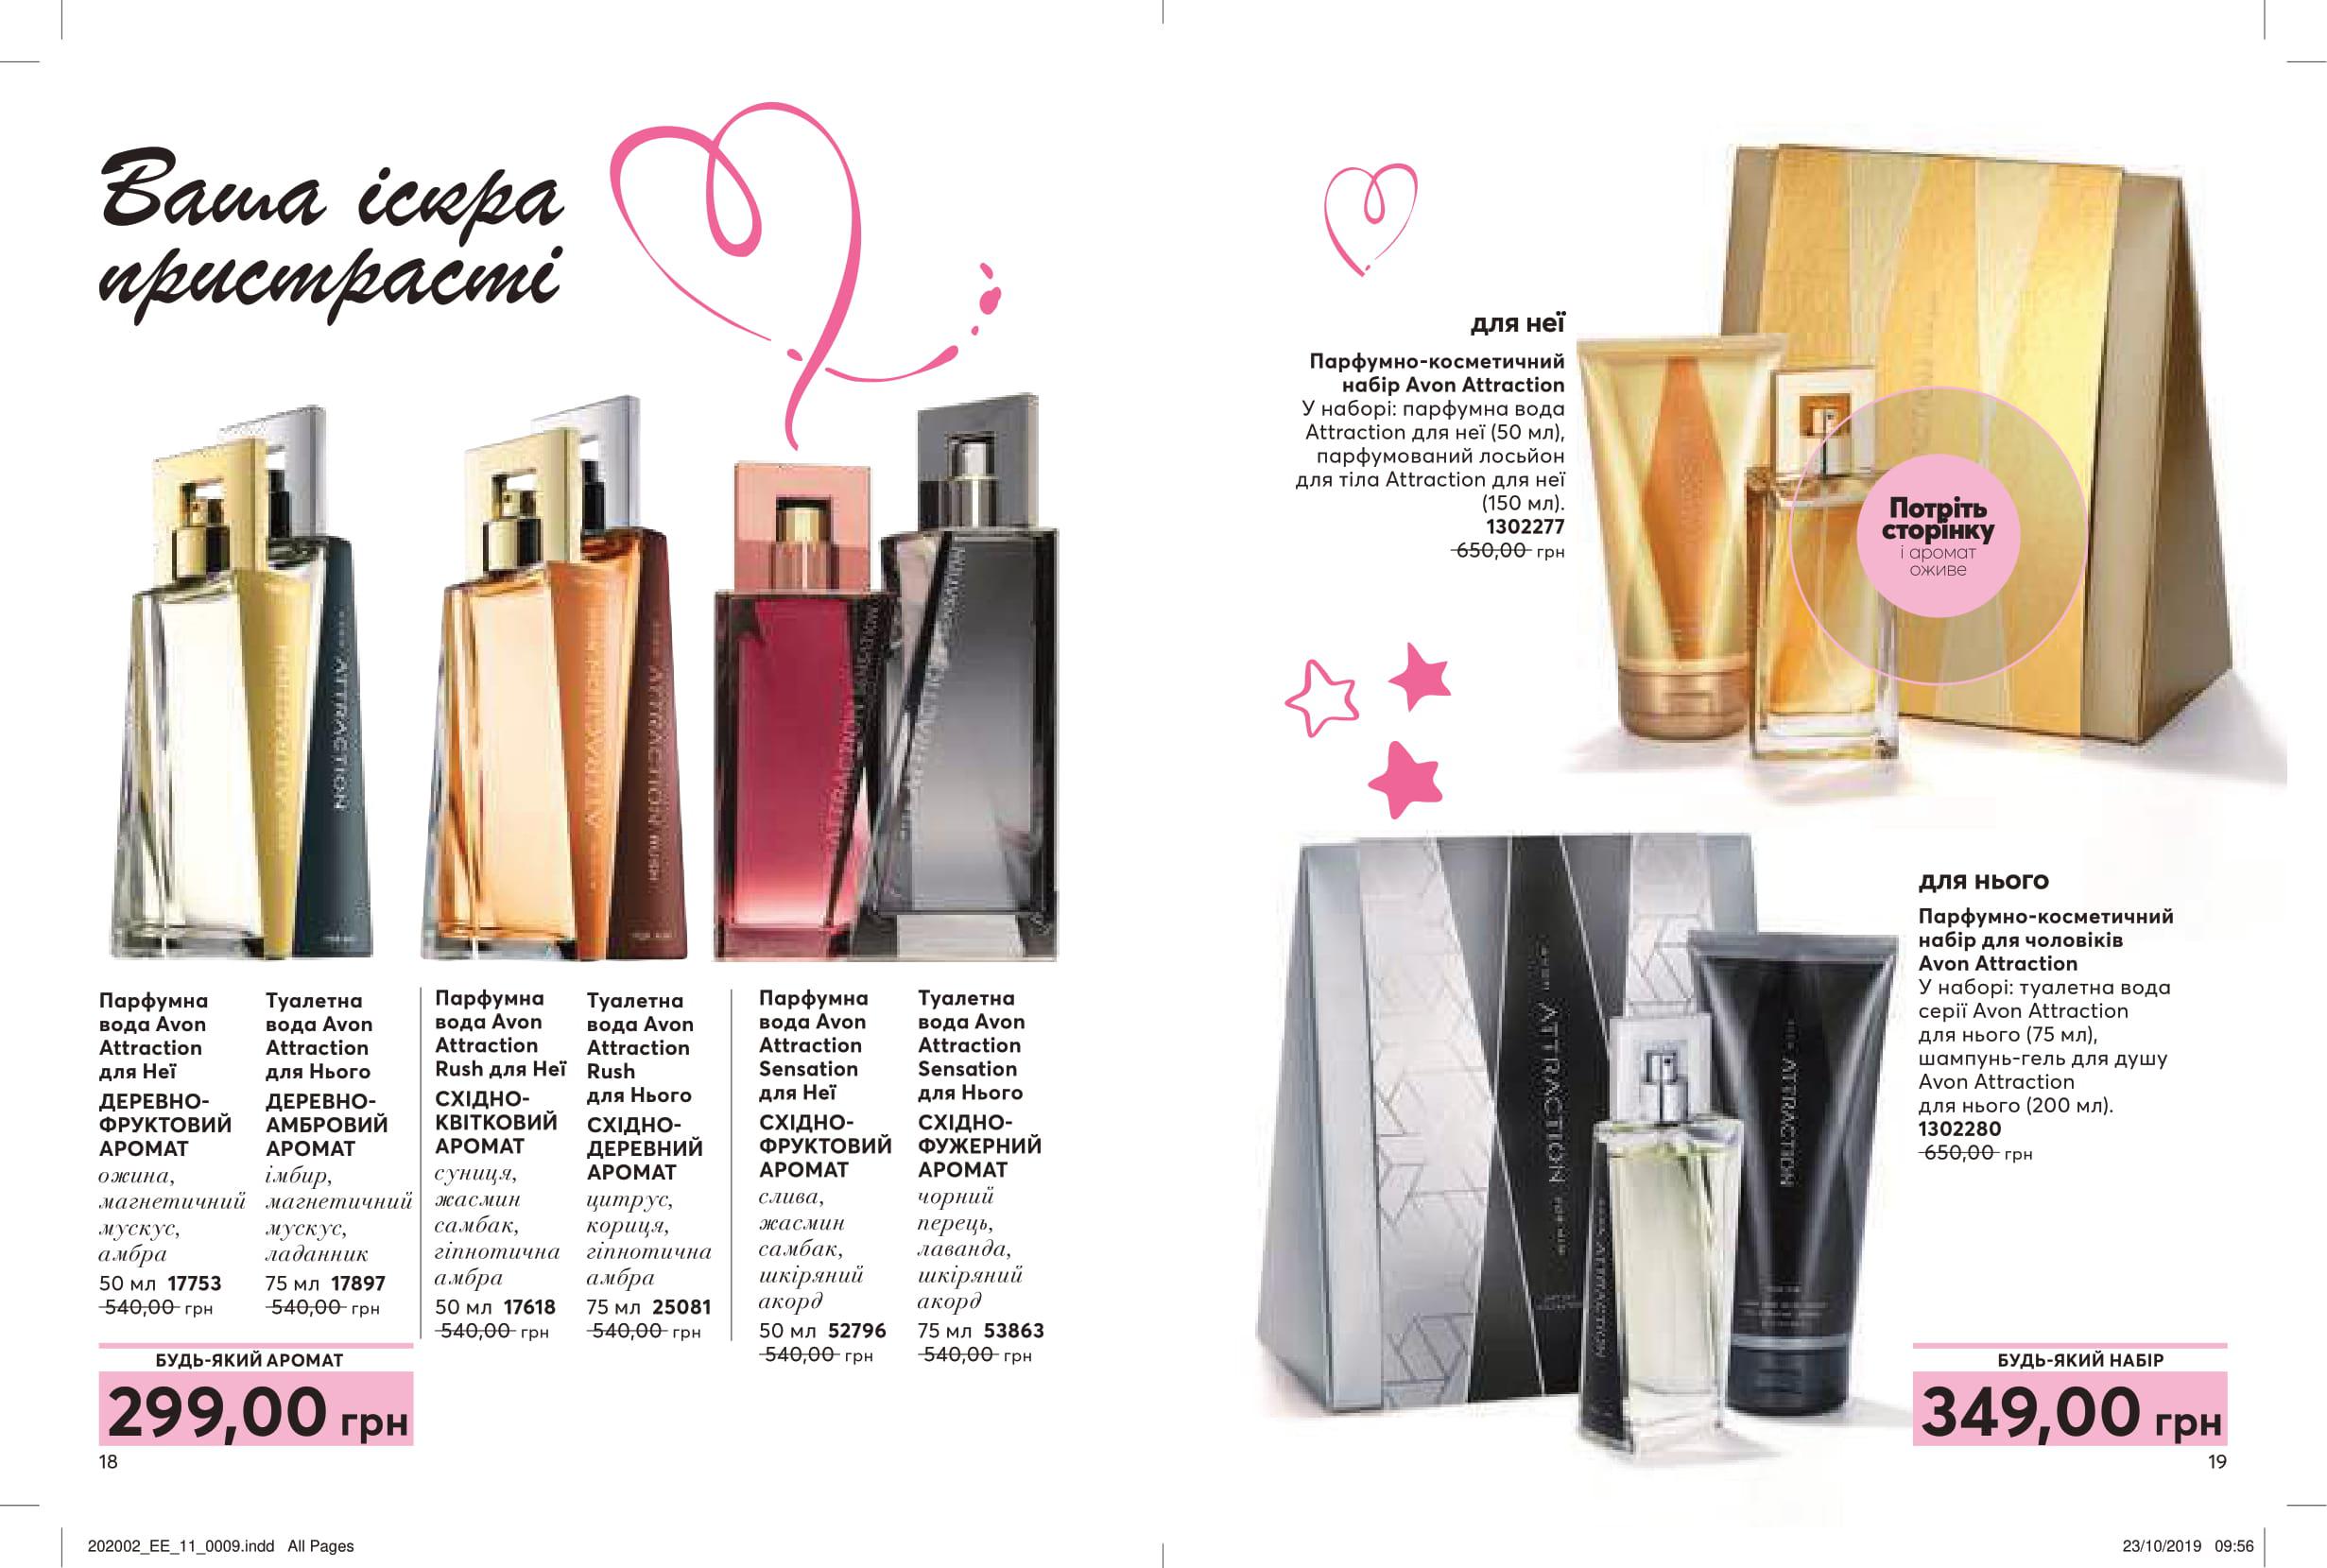 Ваша іскра
пристрасті
Парфумна
вода Avon
Attraction
для Неї
ДЕРЕВНО-
ФРУКТОВИЙ
АРОМАТ
ожина,
магнетичний
мускус,
амбра
50 мл 17753
540,00 грн
Туалетна
вода Avon
Attraction
для Нього
ДЕРЕВНО-
АМБРОВИЙ
АРОМАТ
імбир,
магнетичний
мускус,
ладанник
75 мл 17897
540,00 грн
Парфумна
вода Avon
Attraction
Rush для Неї
СХІДНО-
КВІТКОВИЙ
АРОМАТ
суниця,
жасмин
самбак,
гіпнотична
амбра
50 мл 17618
540,00 грн
Туалетна
вода Avon
Attraction
Rush
для Нього
СХІДНО-
ДЕРЕВНИЙ
АРОМАТ
цитрус,
кориця,
гіпнотична
амбра
75 мл 25081
540,00 грн
Парфумна
вода Avon
Attraction
Sensation
для Неї
СХІДНО-
ФРУКТОВИЙ
АРОМАТ
слива,
жасмин
самбак,
шкіряний
акорд
50 мл 52796
540,00 грн
Туалетна
вода Avon
Attraction
Sensation
для Нього
СХІДНО-
ФУЖЕРНИЙ
АРОМАТ
чорний
перець,
лаванда,
шкіряний
акорд
75 мл 53863
540,00 грн
БУДЬ-ЯКИЙ АРОМАТ
299,00 грн
18
ATTRACTION
ATTRACTION
ATTRACTION RUSH
ATTRACTION RUSH
ATTRACTION
для неї
Парфумно-косметичний
набір Avon Attraction
У наборі: парфумна вода
Attraction для неї (50 мл),
парфумований лосьйон
для тіла Attraction для неї
(150 мл).
1302277
650,00 грн
Потріть
сторінку
і аромат
оживе
для нього
Парфумно-косметичний
набір для чоловіків
Avon Attraction
У наборі: туалетна вода
серії Avon Attraction
для нього (75 мл),
шампунь-гель для душу
Avon Attraction
для нього (200 мл).
1302280
650,00 грн
ATTRACTION FOR HIM
ATTRACTION
ATTRACTION
БУДЬ-ЯКИЙ НАБІР
349,00 грн
19
202002_EE_11_0009.indd All Pages
23/10/2019 09:56